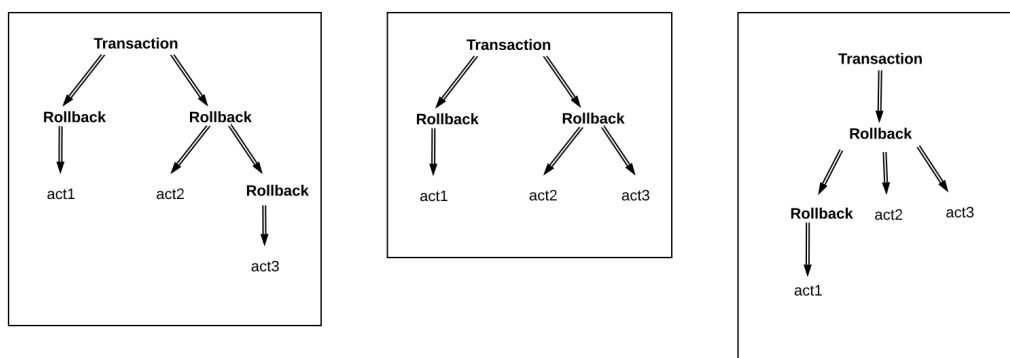 Transaction
Rollback Rollback
act1 act2 Rollback
act3
Transaction
Rollback Rollback
act1 act2 act3
Transaction
Rollback
Rollback act2 act3
act1